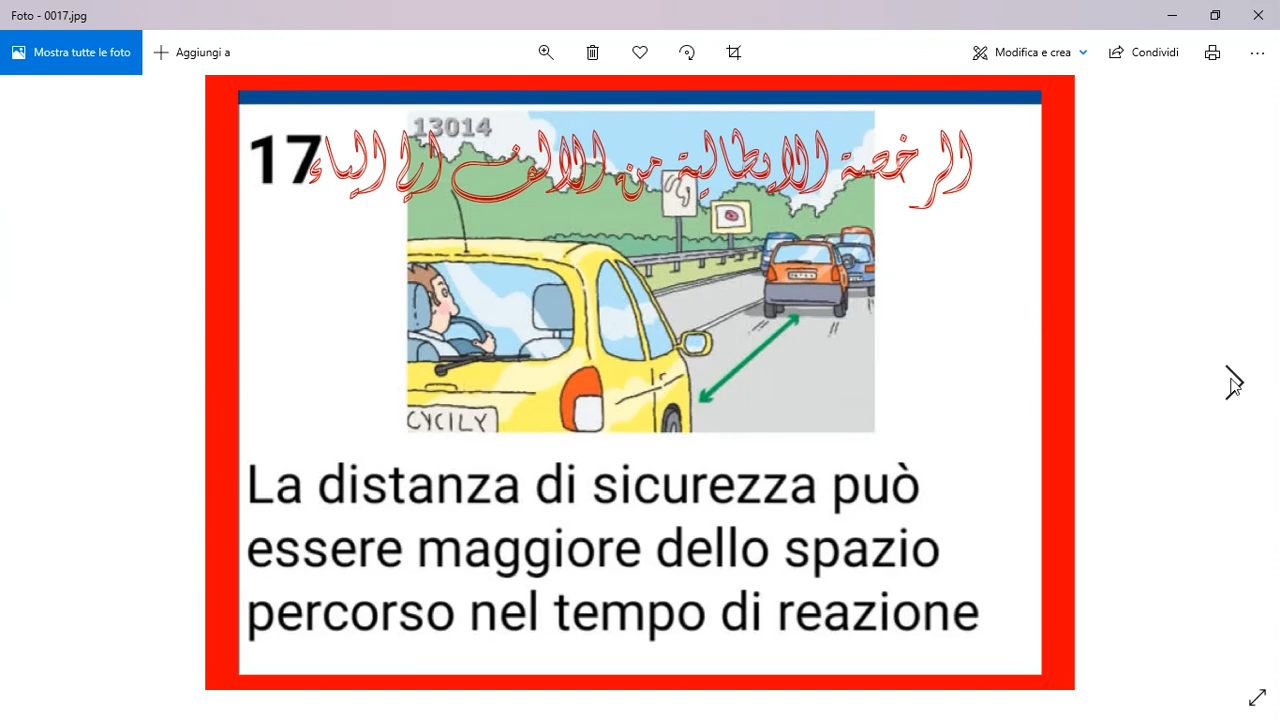 Foto - 0017.jpg
Mostra tutte le foto
Aggiungi a
Modifica e crea
Condividi
13014
17
الرخصة الايطالية من الالف الى الياء
CYCILY
La distanza di sicurezza può
essere maggiore dello spazio
percorso nel tempo di reazione